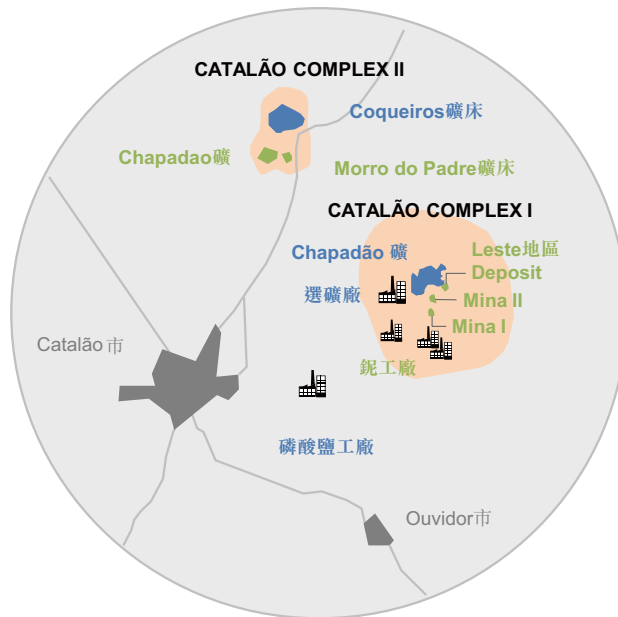 CATALÃO COMPLEX II
Coqueiros礦床
Chapadao礦
Morro do Padre礦床
CATALÃO COMPLEX I
Chapadão 礦
Leste地區
Deposit
選礦廠
Mina II
Mina I
Catalão市
鈮工廠
磷酸鹽工廠
Ouvidor市